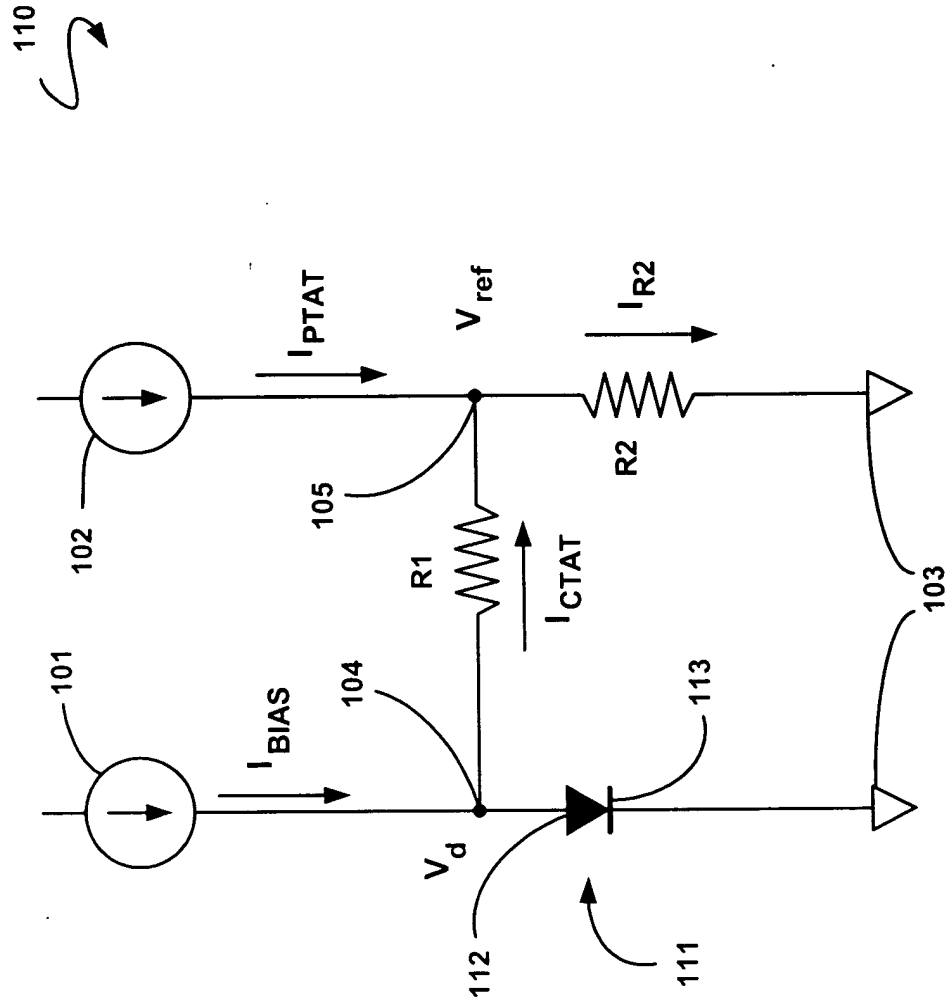 110
102
I_PTAT
V_ref
I_R2
105
R2
R1
I_CTAT
103
101
I_BIAS
104
113
V_d
112
111